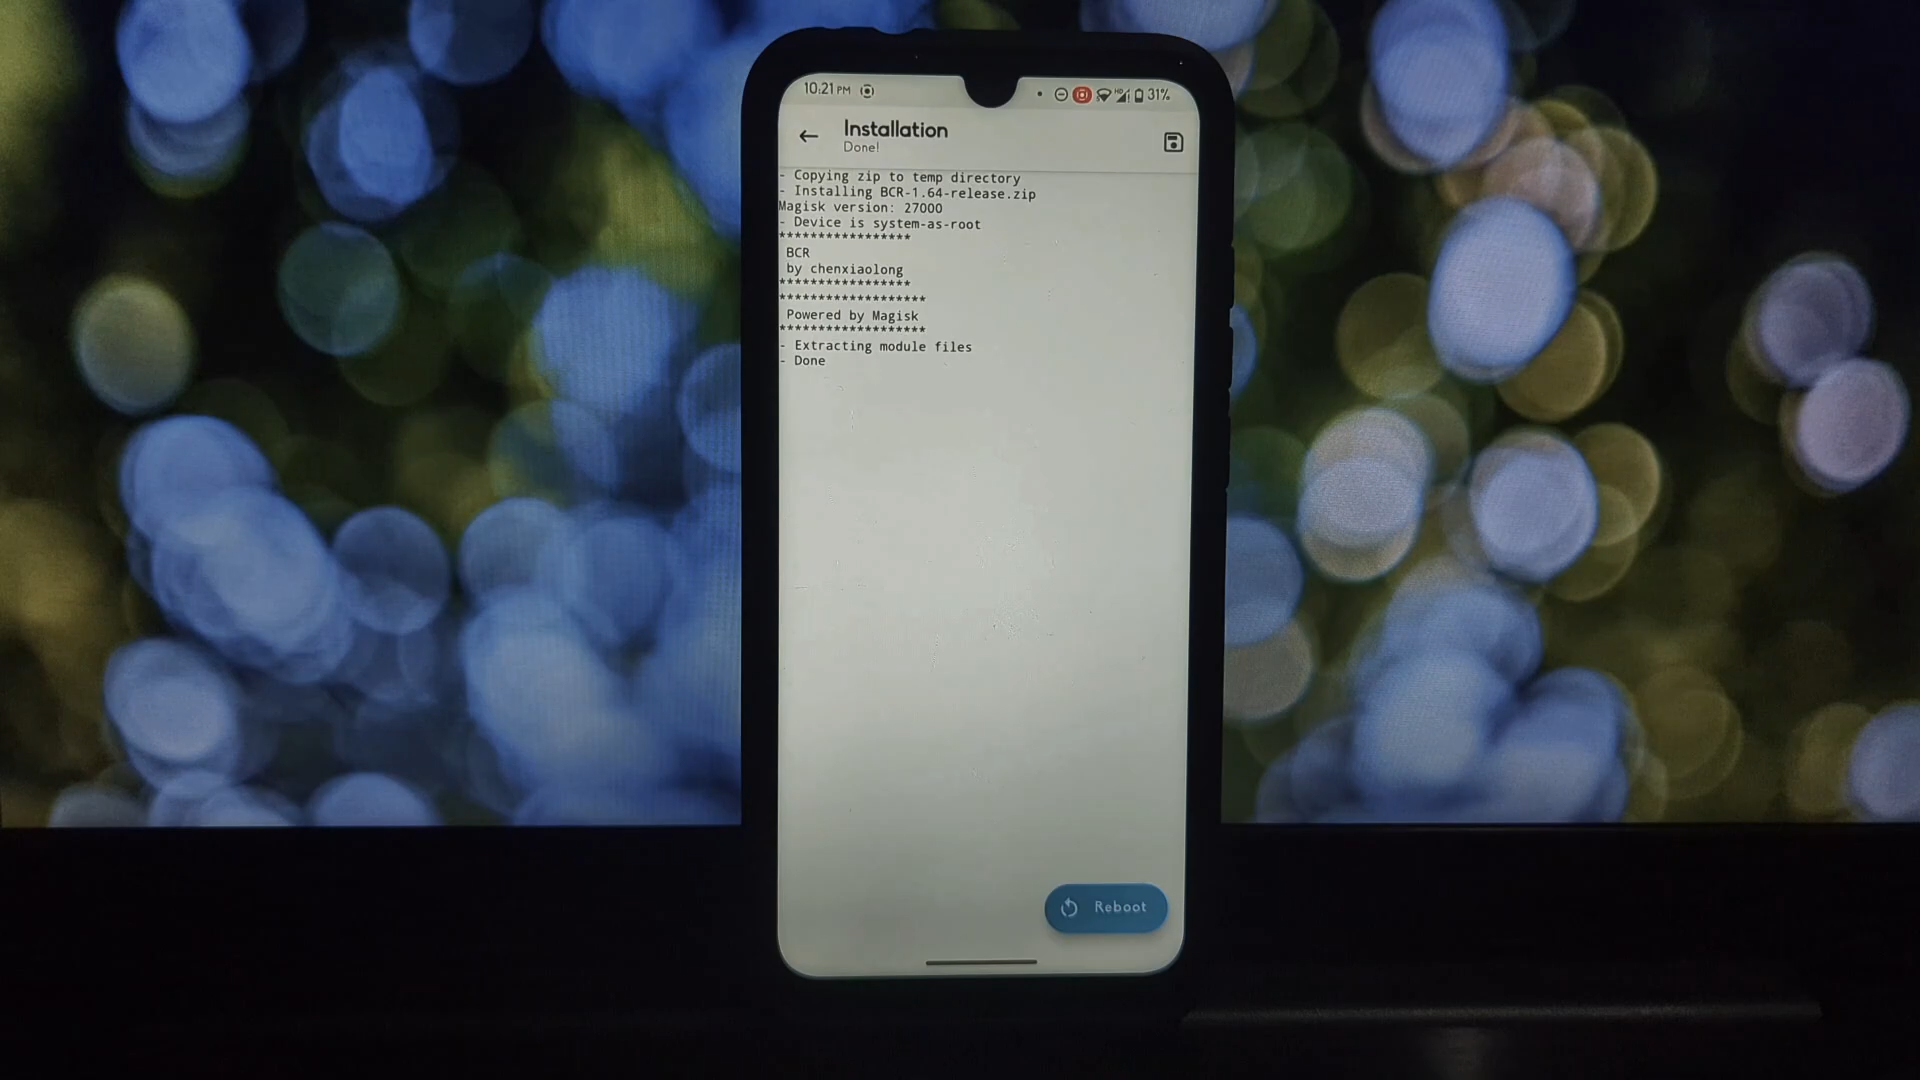 10:21 PM
HD 31%
Installation
Done!
- Copying zip to temp directory
- Installing BCR-1.64-release.zip
Magisk version: 27000
- Device is system-as-root
*****************
BCR
by chenxiaolong
*****************
*******************
Powered by Magisk
*******************
- Extracting module files
- Done
Reboot